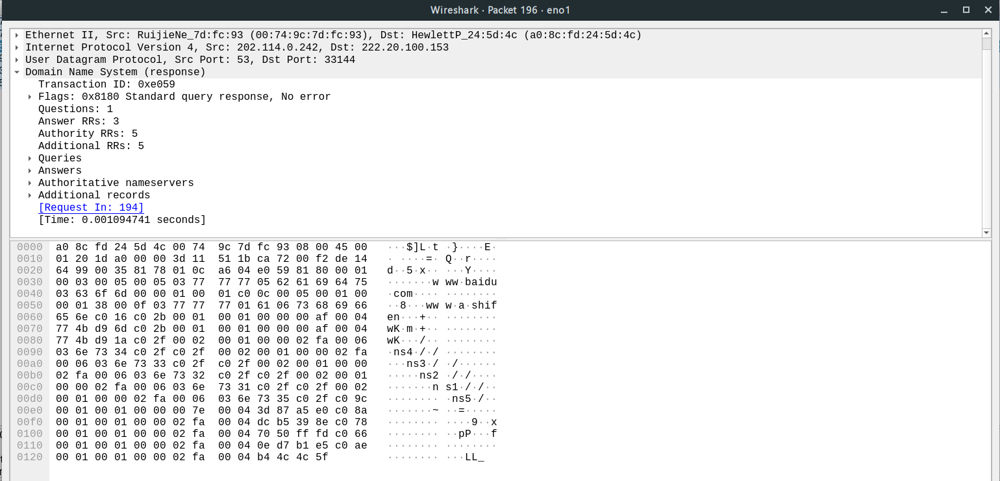 Wireshark · Packet 196 · eno1
Ethernet II, Src: RuijieNe_7d:fc:93 (00:74:9c:7d:fc:93), Dst: HewlettP_24:5d:4c (a0:8c:fd:24:5d:4c)
Internet Protocol Version 4, Src: 202.114.0.242, Dst: 222.20.100.153
User Datagram Protocol, Src Port: 53, Dst Port: 33144
Domain Name System (response)
Transaction ID: 0xe059
Flags: 0x8180 Standard query response, No error
Questions: 1
Answer RRs: 3
Authority RRs: 5
Additional RRs: 5
Queries
Answers
Authoritative nameservers
Additional records
[Request In: 194]
[Time: 0.001094741 seconds]
0000 a0 8c fd 24 5d 4c 00 74 9c 7d fc 93 08 00 45 00 ···$]L·t ·}····E·
0010 01 20 1d a0 00 00 3d 11 51 1b ca 72 00 f2 de 14 · ····=· Q··r····
0020 64 99 00 35 81 78 01 0c a6 04 e0 59 81 80 00 01 d··5·x·· ···Y····
0030 00 03 00 05 00 05 03 77 77 77 05 62 61 69 64 75 ·······w ww·baidu
0040 03 63 6f 6d 00 00 01 00 01 c0 0c 00 05 00 01 00 ·com···· ········
0050 00 01 38 00 0f 03 77 77 77 01 61 06 73 68 69 66 ··8···ww w·a·shif
0060 65 6e c0 16 c0 2b 00 01 00 01 00 00 00 af 00 04 en···+·· ········
0070 77 4b d9 6d c0 2b 00 01 00 01 00 00 00 af 00 04 wK·m·+·· ········
0080 77 4b d9 1a c0 2f 00 02 00 01 00 00 02 fa 00 06 wK···/·· ········
0090 03 6e 73 34 c0 2f c0 2f 00 02 00 01 00 00 02 fa ·ns4·/·/ ········
00a0 00 06 03 6e 73 33 c0 2f c0 2f 00 02 00 01 00 00 ···ns3·/ ·/······
00b0 02 fa 00 06 03 6e 73 32 c0 2f c0 2f 00 02 00 01 ·····ns2 ·/·/····
00c0 00 00 02 fa 00 06 03 6e 73 31 c0 2f c0 2f 00 02 ·······n s1·/·/··
00d0 00 01 00 00 02 fa 00 06 03 6e 73 35 c0 2f c0 9c ········ ·ns5·/··
00e0 00 01 00 01 00 00 00 7e 00 04 3d 87 a5 e0 c0 8a ·······~ ··=·····
00f0 00 01 00 01 00 00 02 fa 00 04 dc b5 39 8e c0 78 ········ ····9··x
0100 00 01 00 01 00 00 02 fa 00 04 70 50 ff fd c0 66 ········ ··pP···f
0110 00 01 00 01 00 00 02 fa 00 04 0e d7 b1 e5 c0 ae ········ ········
0120 00 01 00 01 00 00 02 fa 00 04 b4 4c 4c 5f ········ ···LL_